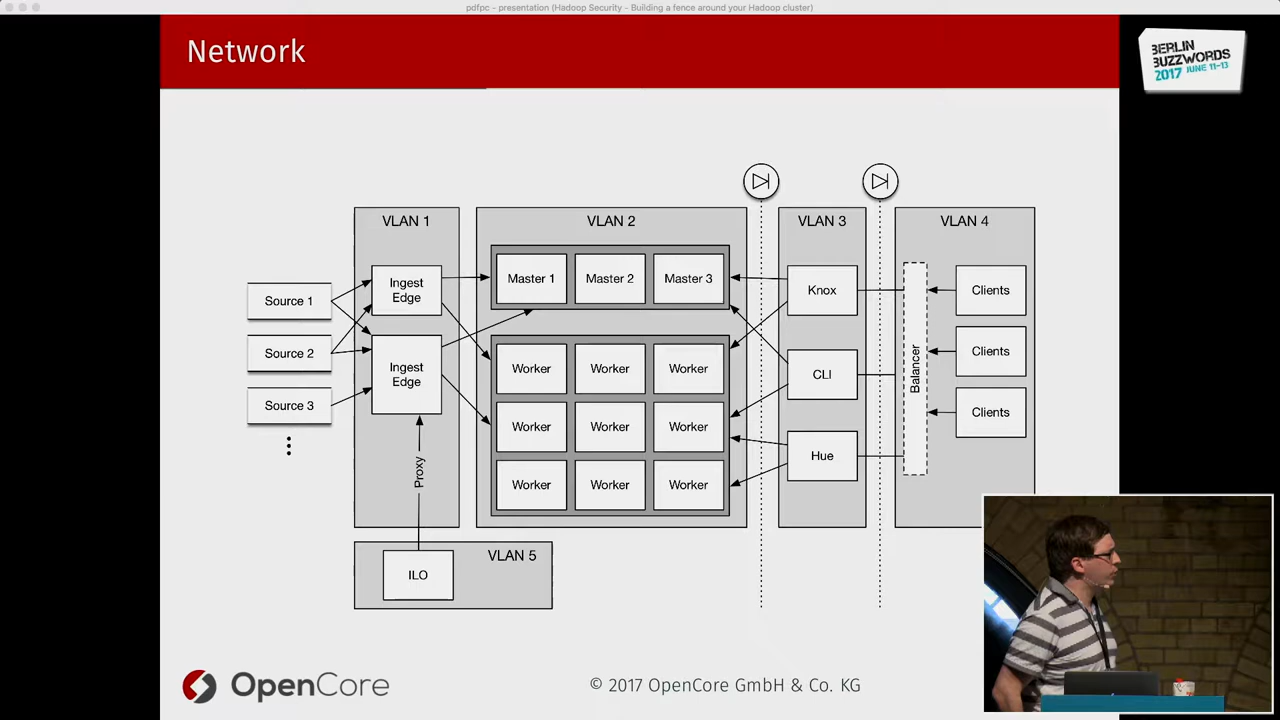 pdfpc - presentation (Hadoop Security - Building a fence around your Hadoop cluster)
Network
BERLIN
BUZZWORDS
2017 JUNE 11-13
VLAN 1
VLAN 2
VLAN 3
VLAN 4
Source 1
Source 2
Source 3
Ingest
Edge
Ingest
Edge
Proxy
Master 1
Master 2
Master 3
Worker
Worker
Worker
Worker
Worker
Worker
Worker
Worker
Worker
Knox
CLI
Hue
Balancer
Clients
Clients
Clients
VLAN 5
ILO
OpenCore
© 2017 OpenCore GmbH & Co. KG